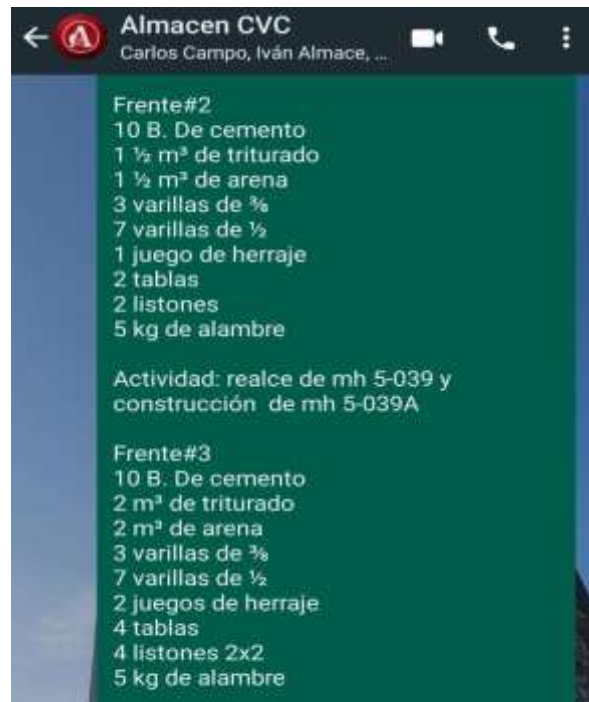 Almacen CVC
Carlos Campo, Iván Almace, ...
Frente#2
10 B. De cemento
1 ½ m³ de triturado
1 ½ m³ de arena
3 varillas de ⅜
7 varillas de ½
1 juego de herraje
2 tablas
2 listones
5 kg de alambre
Actividad: realce de mh 5-039 y
construcción de mh 5-039A
Frente#3
10 B. De cemento
2 m³ de triturado
2 m³ de arena
3 varillas de ⅜
7 varillas de ½
2 juegos de herraje
4 tablas
4 listones 2x2
5 kg de alambre